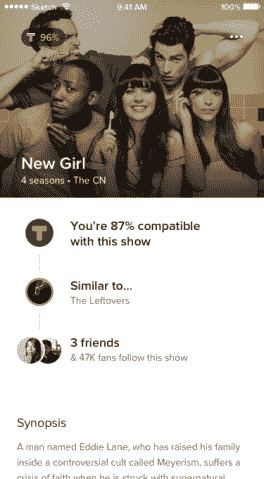 Sketch 9:41 AM 100%
T 96%
New Girl
4 seasons • The CN
You're 87% compatible
with this show
Similar to...
The Leftovers
3 friends
& 47K fans follow this show
Synopsis
A man named Eddie Lane, who has raised his family
inside a controversial cult called Meyerism, suffers a
crisis of faith when he is struck with supernatural